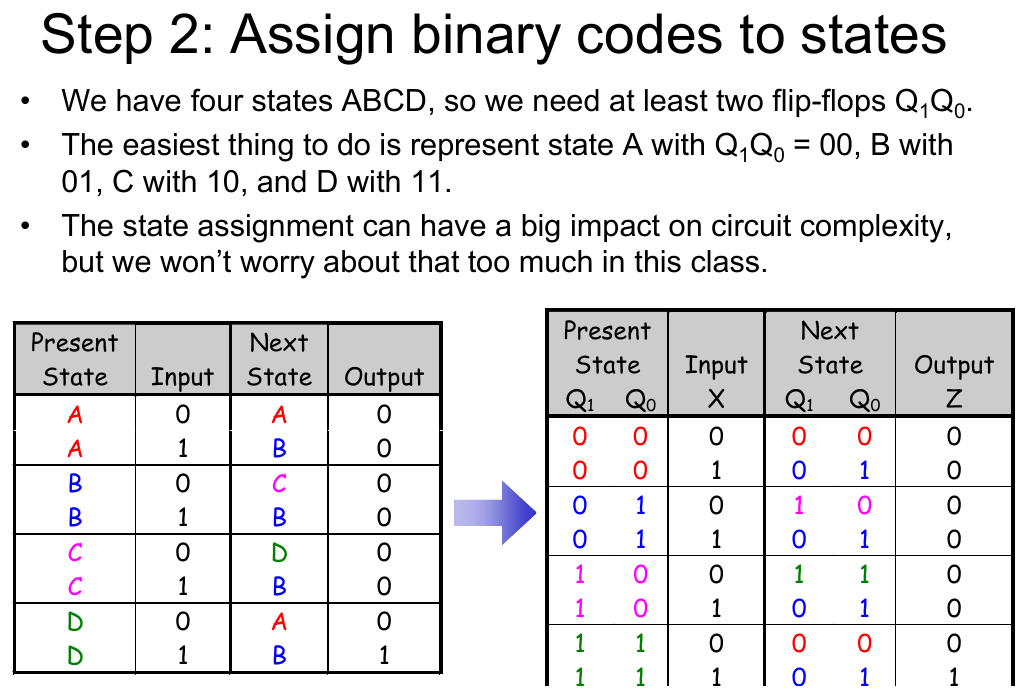 Step 2: Assign binary codes to states
• We have four states ABCD, so we need at least two flip-flops Q1Q0.
• The easiest thing to do is represent state A with Q1Q0 = 00, B with
01, C with 10, and D with 11.
• The state assignment can have a big impact on circuit complexity,
but we won't worry about that too much in this class.
Present Next
State Input State Output
A 0 A 0
A 1 B 0
B 0 C 0
B 1 B 0
C 0 D 0
C 1 B 0
D 0 A 0
D 1 B 1
Present Next
State Input State Output
Q1 Q0 X Q1 Q0 Z
0 0 0 0 0 0
0 0 1 0 1 0
0 1 0 1 0 0
0 1 1 0 1 0
1 0 0 1 1 0
1 0 1 0 1 0
1 1 0 0 0 0
1 1 1 0 1 1